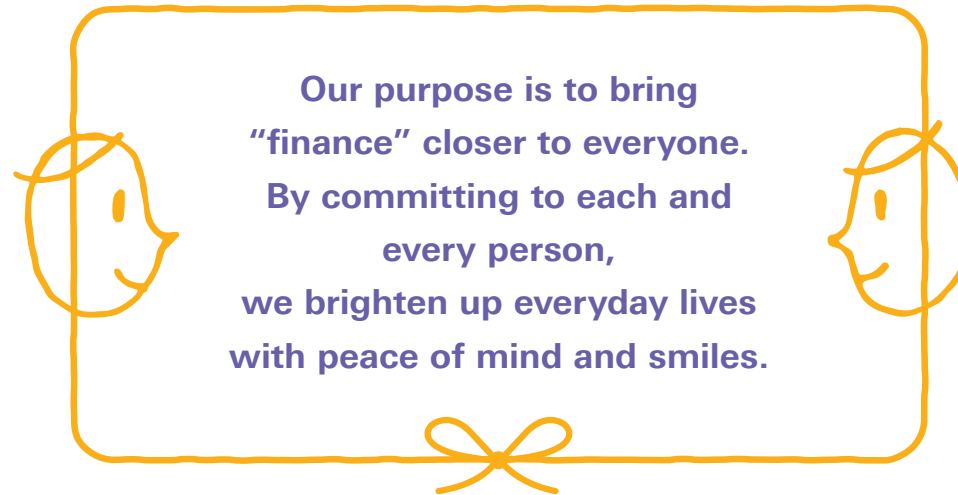 Our purpose is to bring
“finance” closer to everyone.
By committing to each and
every person,
we brighten up everyday lives
with peace of mind and smiles.